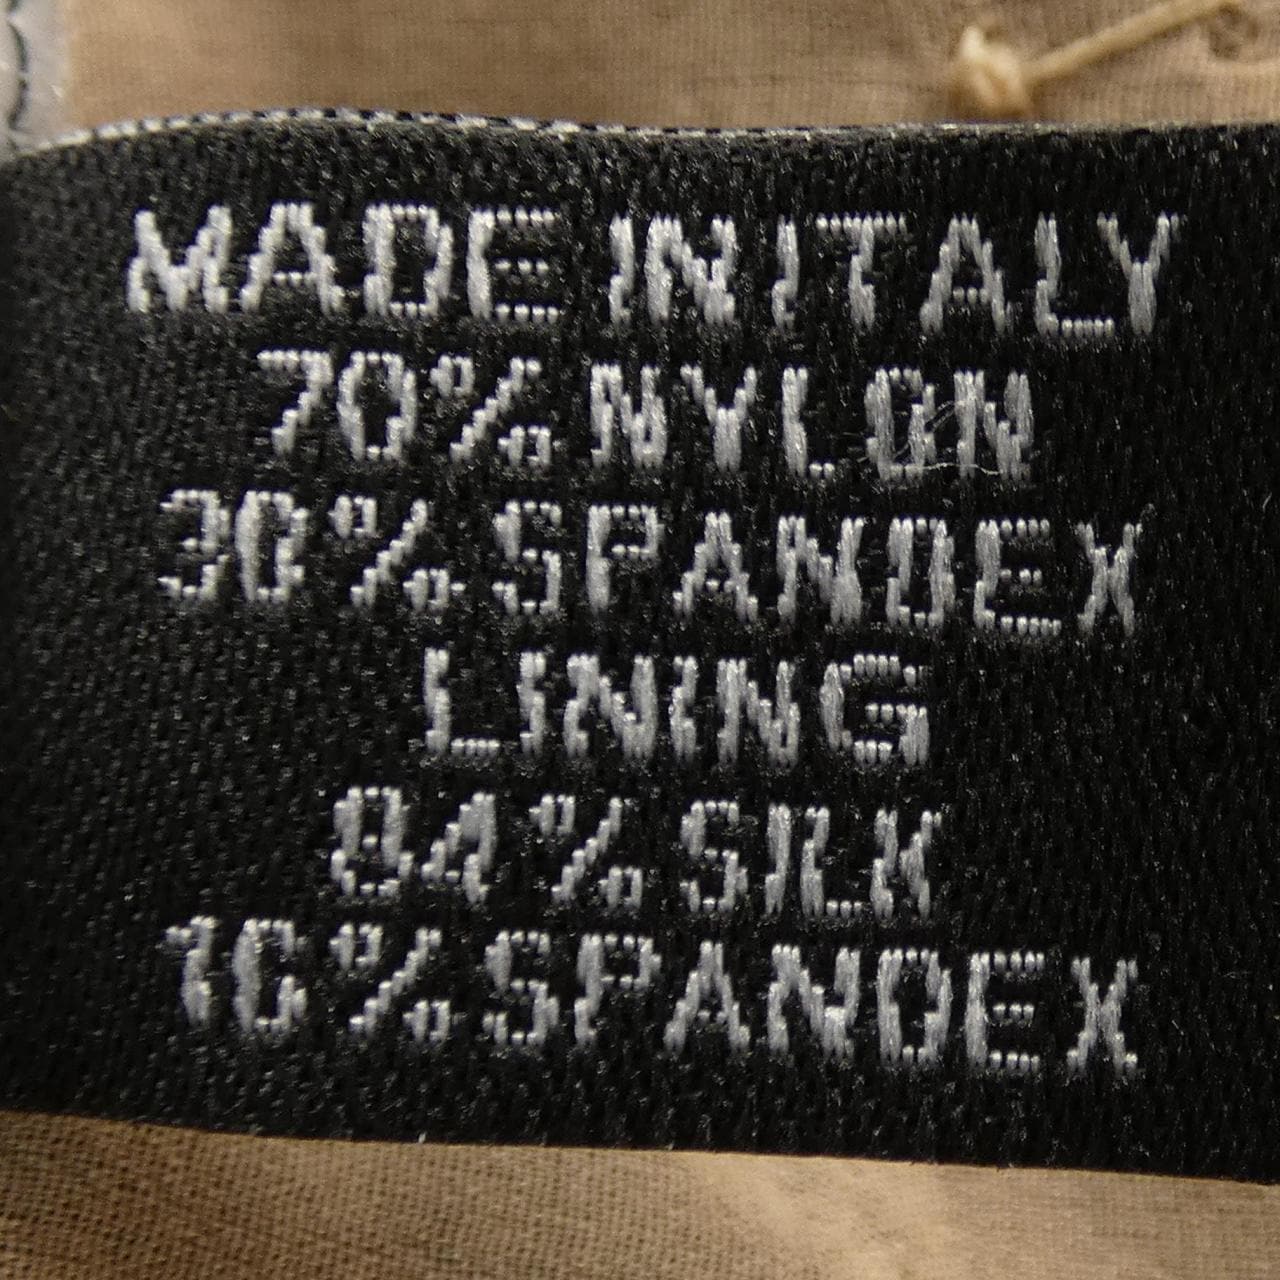 MADE IN ITALY
70% NYLON
30% SPANDEX
LINING
84% SILK
16% SPANDEX